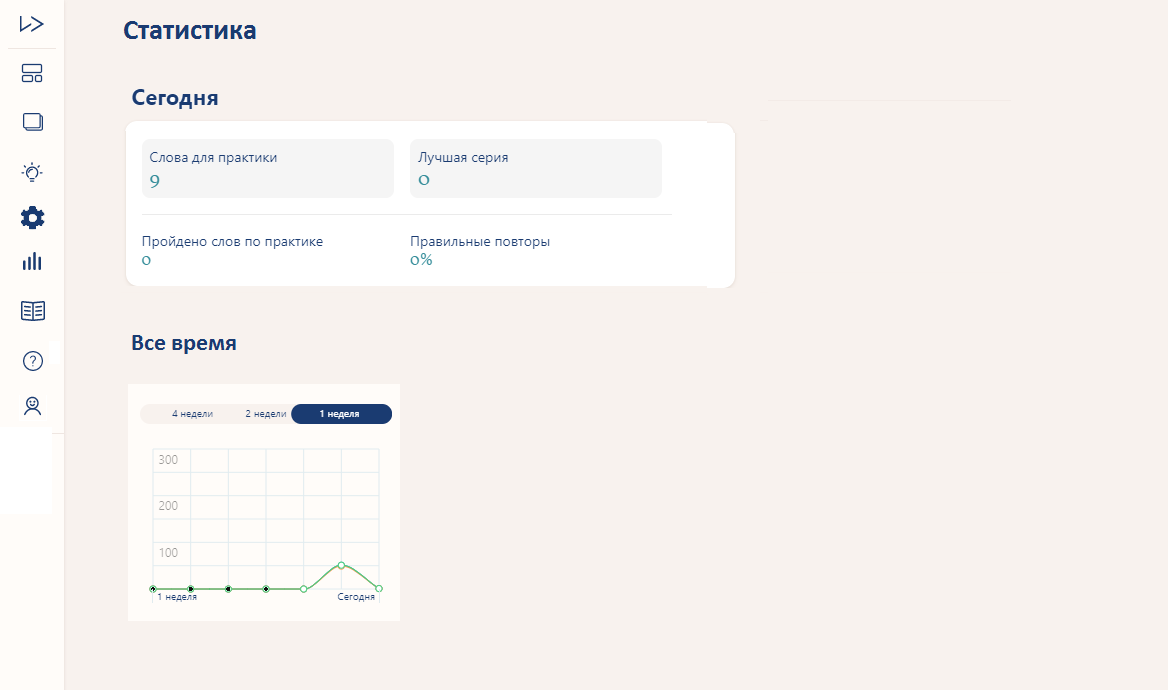 Статистика
Сегодня
Слова для практики
9
Лучшая серия
0
Пройдено слов по практике
0
Правильные повторы
0%
Все время
4 недели 2 недели 1 неделя
300
200
100
1 неделя Сегодня
?